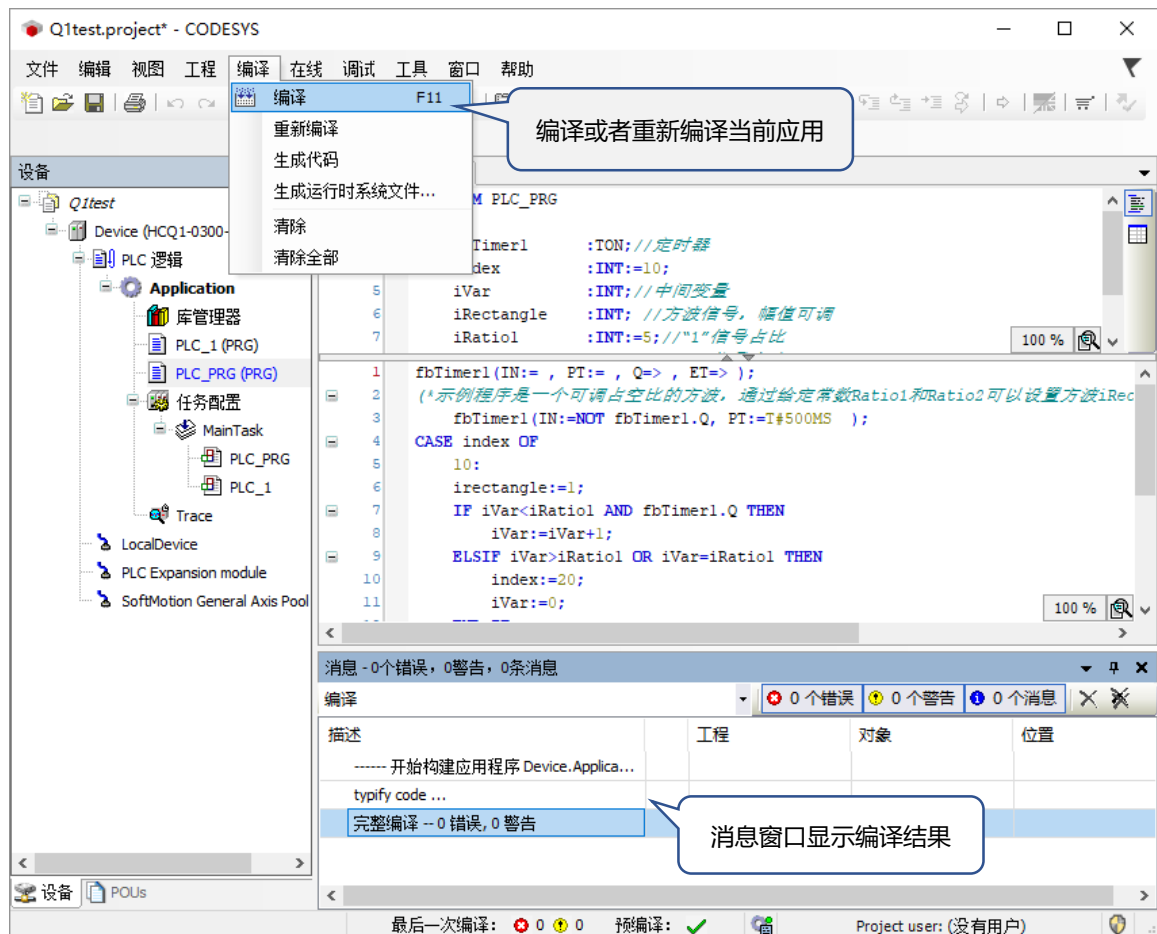 Q1test.project* - CODESYS
文件 编辑 视图 工程 编译 在线 调试 工具 窗口 帮助
编译 F11
重新编译
生成代码
生成运行时系统文件...
清除
清除全部
编译或者重新编译当前应用
设备
Q1test
Device (HCQ1-0300-
PLC 逻辑
Application
库管理器
PLC_1 (PRG)
PLC_PRG (PRG)
任务配置
MainTask
PLC_PRG
PLC_1
Trace
LocalDevice
PLC Expansion module
SoftMotion General Axis Pool
设备 POUs
M PLC_PRG
Timer1 :TON;//定时器
dex :INT:=10;
5 iVar :INT;//中间变量
6 iRectangle :INT; //方波信号，幅值可调
7 iRatio1 :INT:=5;//"1"信号占比
100 %
1 fbTimer1(IN:= , PT:= , Q=> , ET=> );
2 (*示例程序是一个可调占空比的方波，通过给定常数Ratio1和Ratio2可以设置方波iRec
3 fbTimer1(IN:=NOT fbTimer1.Q, PT:=T#500MS );
4 CASE index OF
5 10:
6 irectangle:=1;
7 IF iVar<iRatio1 AND fbTimer1.Q THEN
8 iVar:=iVar+1;
9 ELSIF iVar>iRatio1 OR iVar=iRatio1 THEN
10 index:=20;
11 iVar:=0;
100 %
消息 - 0个错误，0警告，0条消息
编译 0 个错误 0 个警告 0 个消息
描述 工程 对象 位置
------ 开始构建应用程序 Device.Applica...
typify code ...
完整编译 -- 0 错误, 0 警告
消息窗口显示编译结果
最后一次编译： 0 0 预编译： Project user: (没有用户)